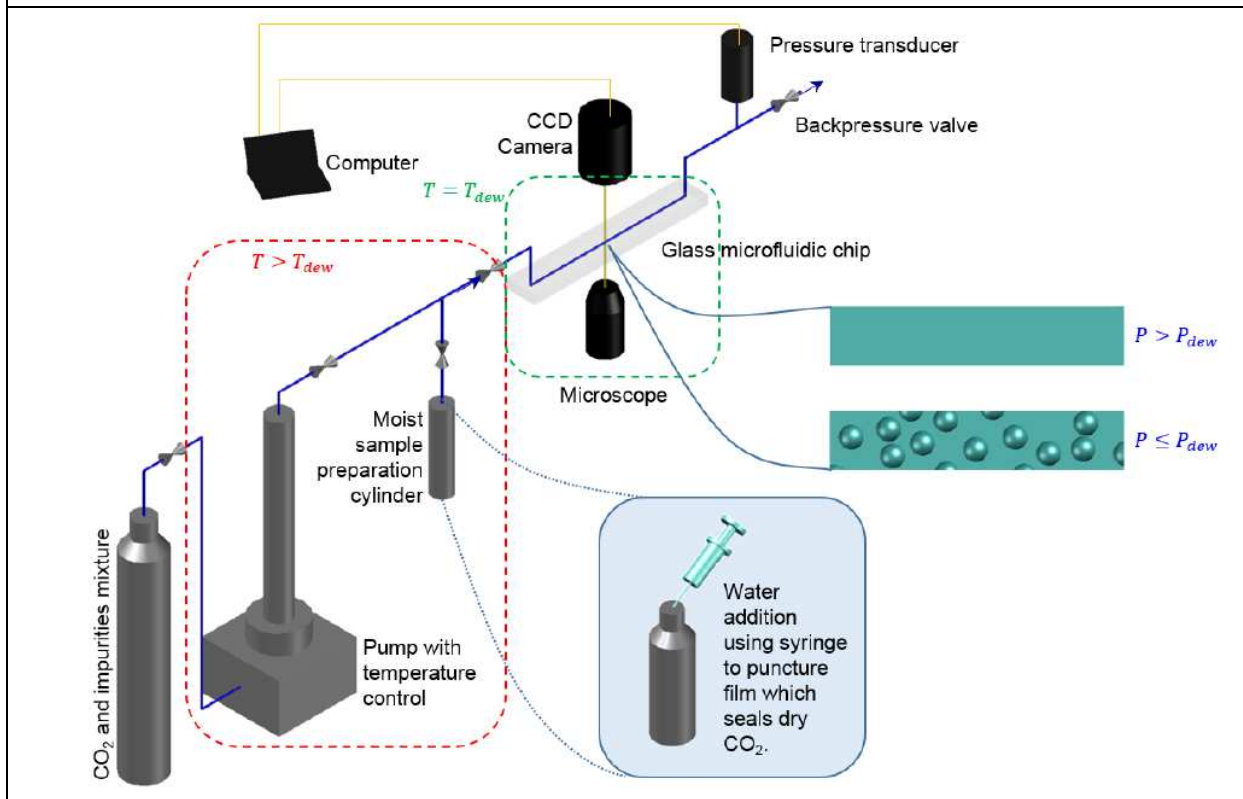 Pressure transducer
Backpressure valve
CCD
Camera
Computer
T = T_dew
Glass microfluidic chip
T > T_dew
P > P_dew
Microscope
P ≤ P_dew
Moist
sample
preparation
cylinder
CO₂ and impurities mixture
Pump with
temperature
control
Water
addition
using syringe
to puncture
film which
seals dry
CO₂.